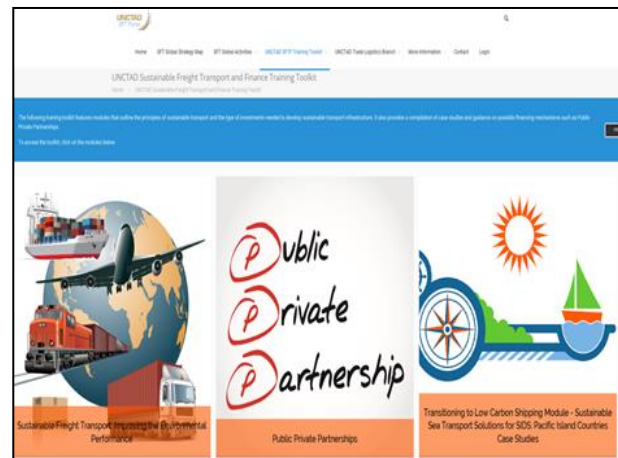 UNCTAD
SFT Portal
Home SFT Global Strategy Map SFT Global Activities UNCTAD SFTF Training Toolkit UNCTAD Trade Logistics Branch More Information Contact Login
UNCTAD Sustainable Freight Transport and Finance Training Toolkit
Home UNCTAD Sustainable Freight Transport and Finance Training Toolkit
The following training toolkit features modules that outline the principles of sustainable transport and the type of investments needed to develop sustainable transport infrastructure. It also provides a compilation of case studies and guidance on possible financing mechanisms such as Public
Private Partnerships.
To access the toolkit, click on the modules below
Public
Private
Partnership
Sustainable Freight Transport: Improving the Environmental
Performance
Public Private Partnerships
Transitioning to Low Carbon Shipping Module - Sustainable
Sea Transport Solutions for SIDS: Pacific Island Countries
Case Studies